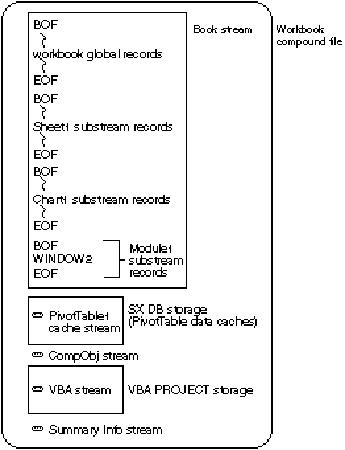 BOF
Book stream
Workbook
compound file
workbook global records
EOF
BOF
Sheet1 substream records
EOF
BOF
Chart1 substream records
EOF
BOF
WINDOW2
EOF
Module1
substream
records
PivotTable1
cache stream
SX DB storage
(PivotTable data caches)
CompObj stream
VBA stream
VBA PROJECT storage
Summary Info stream